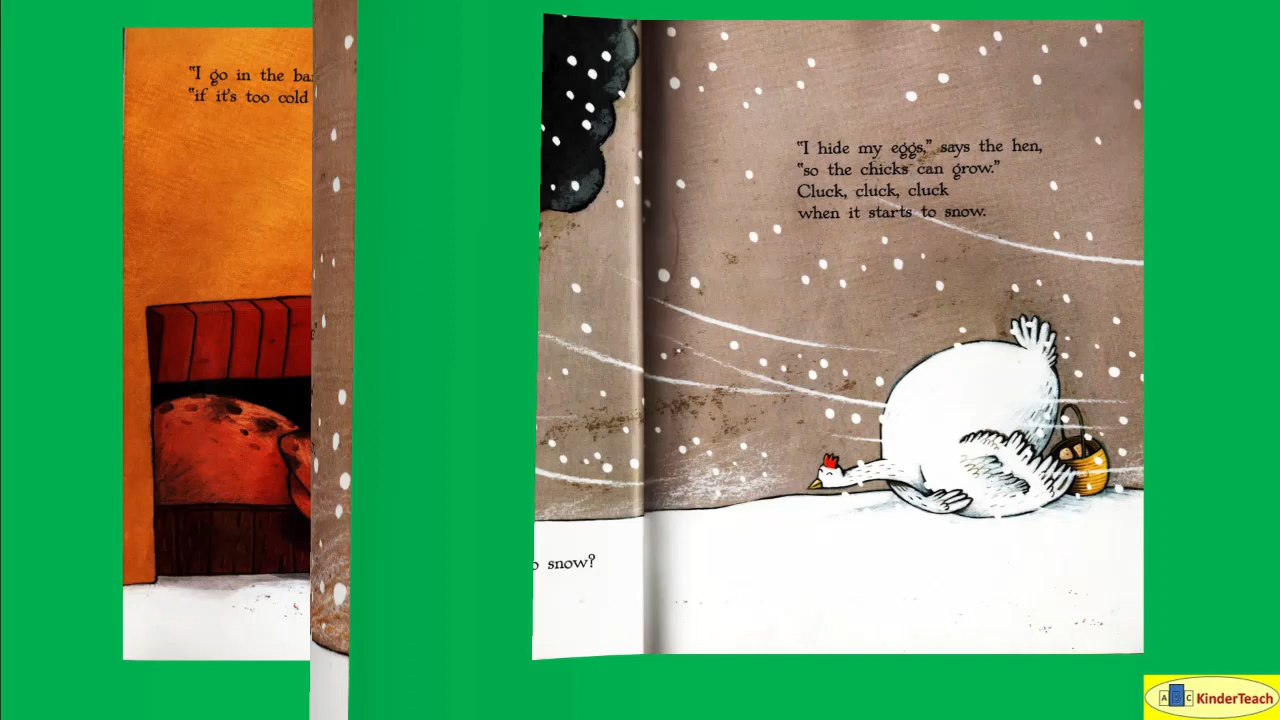 "I go in the
"if it's too cold
"I hide my eggs," says the hen,
"so the chicks can grow."
Cluck, cluck, cluck
when it starts to snow.
snow?
ABC KinderTeach